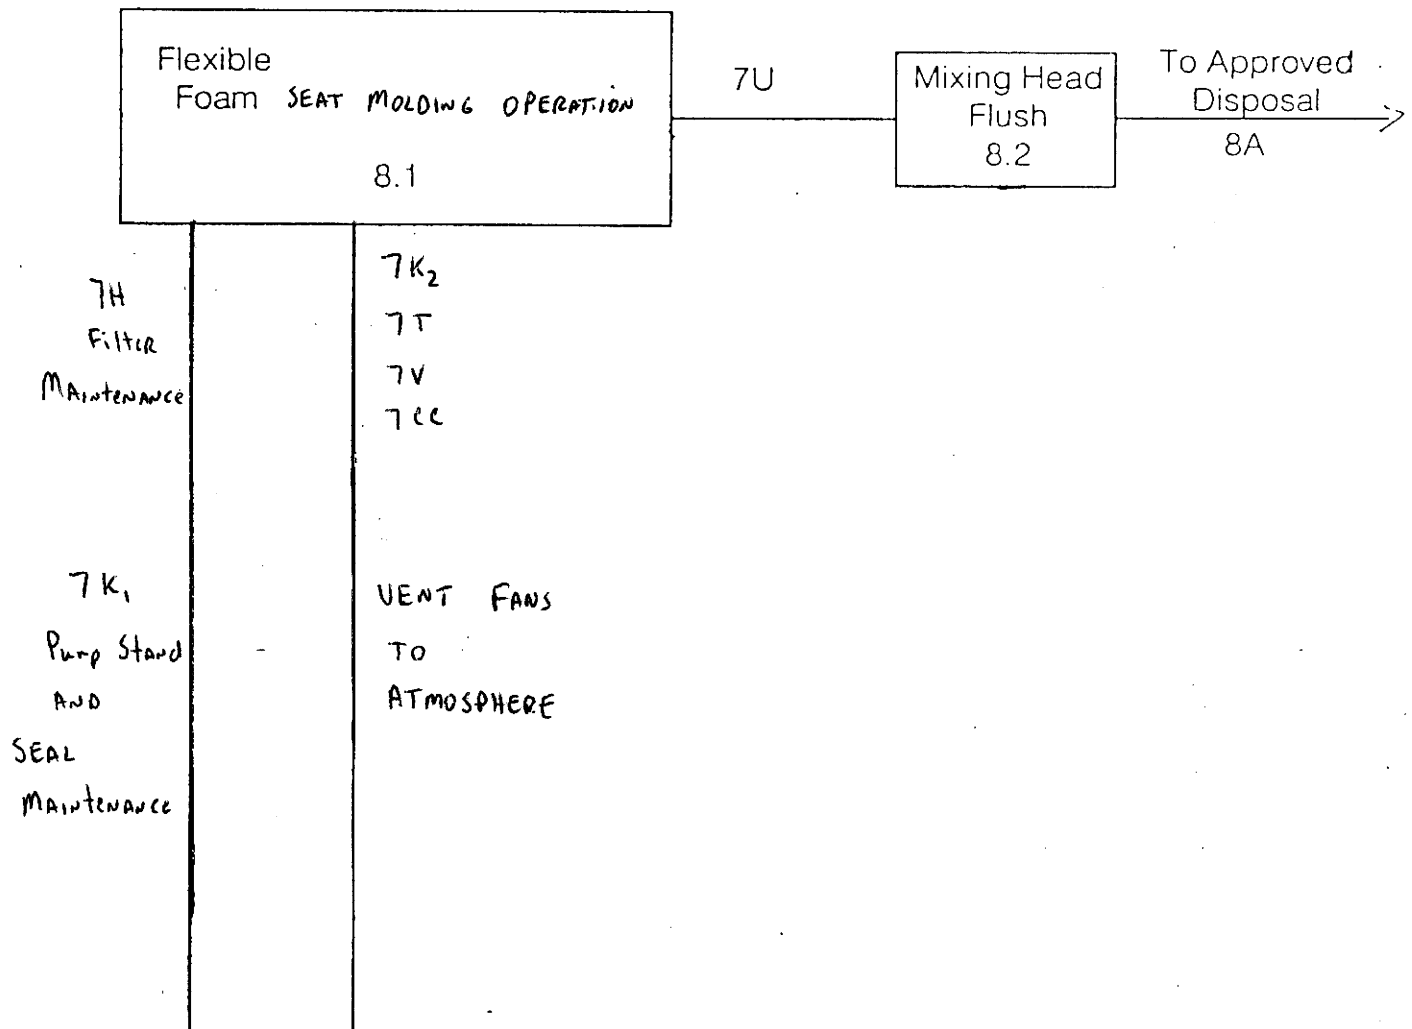 Flexible
Foam SEAT MOLDING OPERATION
8.1
7U
Mixing Head
Flush
8.2
To Approved
Disposal
8A
7H
Filter
MAintenance
7K₂
7T
7V
7CC
7K₁
Pump Stand
AND
SEAL
MAintenance
VENT FANS
TO
ATMOSPHERE